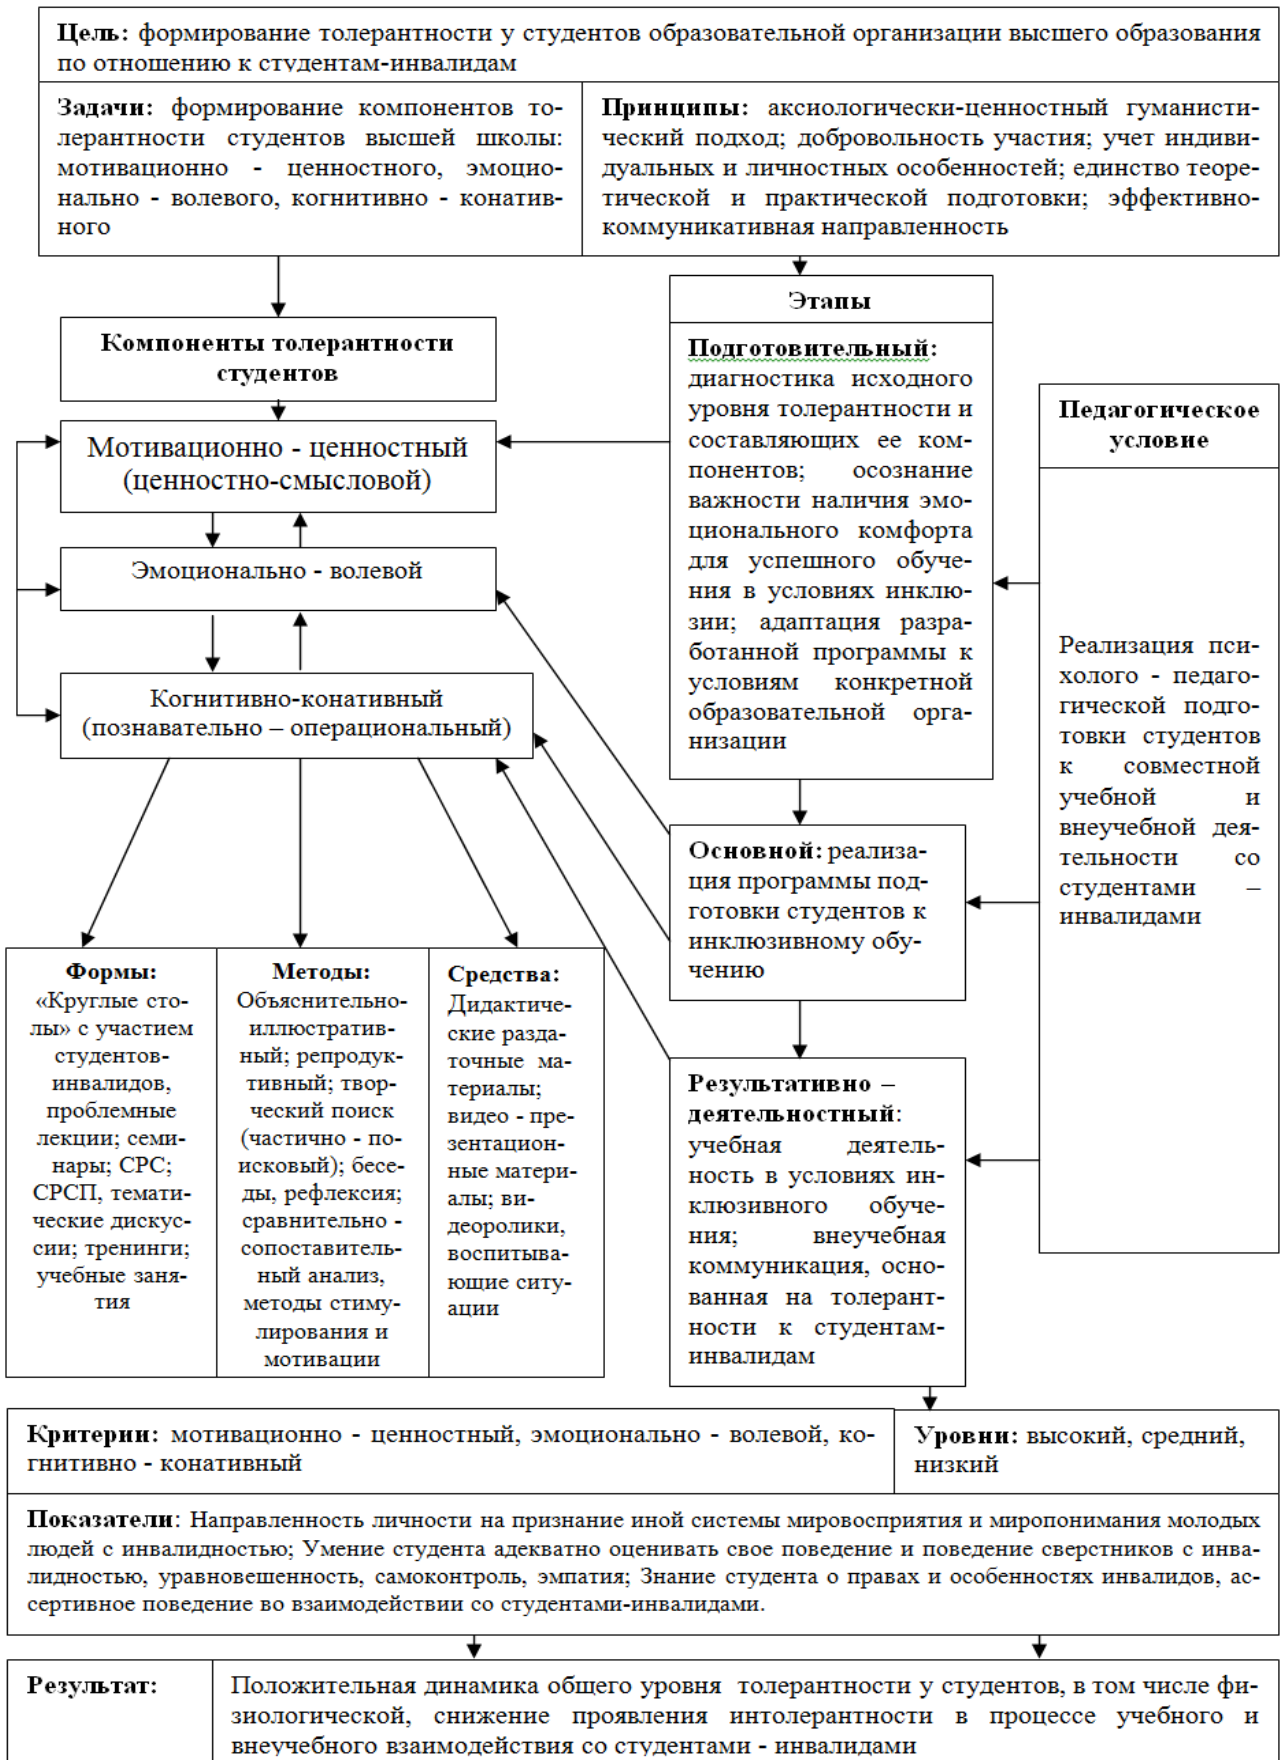 Цель: формирование толерантности у студентов образовательной организации высшего образования
по отношению к студентам-инвалидам
Задачи: формирование компонентов то-
лерантности студентов высшей школы:
мотивационно - ценностного, эмоцио-
нально - волевого, когнитивно - конатив-
ного
Принципы: аксиологически-ценностный гуманисти-
ческий подход; добровольность участия; учет индиви-
дуальных и личностных особенностей; единство теоре-
тической и практической подготовки; эффективно-
коммуникативная направленность
Компоненты толерантности
студентов
Мотивационно - ценностный
(ценностно-смысловой)
Эмоционально - волевой
Когнитивно-конативный
(познавательно – операциональный)
Этапы
Подготовительный:
диагностика исходного
уровня толерантности и
составляющих ее ком-
понентов; осознание
важности наличия эмо-
ционального комфорта
для успешного обуче-
ния в условиях инклю-
зии; адаптация разра-
ботанной программы к
условиям конкретной
образовательной орга-
низации
Основной: реализа-
ция программы под-
готовки студентов к
инклюзивному обу-
чению
Результативно –
деятельностный:
учебная деятель-
ность в условиях ин-
клюзивного обуче-
ния; внеучебная
коммуникация, осно-
ванная на толерант-
ности к студентам-
инвалидам
Педагогическое
условие
Реализация пси-
холого - педаго-
гической подго-
товки студентов
к совместной
учебной и
внеучебной дея-
тельности со
студентами –
инвалидами
Формы:
«Круглые сто-
лы» с участием
студентов-
инвалидов,
проблемные
лекции; семи-
нары; СРС;
СРСП, темати-
ческие дискус-
сии; тренинги;
учебные заня-
тия
Методы:
Объяснительно-
иллюстратив-
ный; репродук-
тивный; твор-
ческий поиск
(частично - по-
исковый); бесе-
ды, рефлексия;
сравнительно -
сопоставитель-
ный анализ,
методы стиму-
лирования и
мотивации
Средства:
Дидактиче-
ские разда-
точные ма-
териалы;
видео - пре-
зентацион-
ные матери-
алы; ви-
деоролики,
воспитыва-
ющие ситу-
ации
Критерии: мотивационно - ценностный, эмоционально - волевой, ко-
гнитивно - конативный
Уровни: высокий, средний,
низкий
Показатели: Направленность личности на признание иной системы мировосприятия и миропонимания молодых
людей с инвалидностью; Умение студента адекватно оценивать свое поведение и поведение сверстников с инва-
лидностью, уравновешенность, самоконтроль, эмпатия; Знание студента о правах и особенностях инвалидов, ас-
сертивное поведение во взаимодействии со студентами-инвалидами.
Результат:
Положительная динамика общего уровня толерантности у студентов, в том числе фи-
зиологической, снижение проявления интолерантности в процессе учебного и
внеучебного взаимодействия со студентами - инвалидами